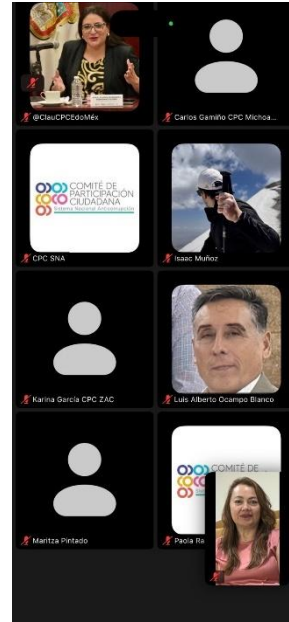 @ClauCPCEdoMéx
Carlos Gamiño CPC Michoa...
COMITÉ DE
PARTICIPACIÓN
CIUDADANA
Sistema Nacional Anticorrupción
CPC SNA
Isaac Muñoz
Karina García CPC ZAC
Luis Alberto Ocampo Blanco
COMITÉ DE
Maritza Pintado
Paola Ra